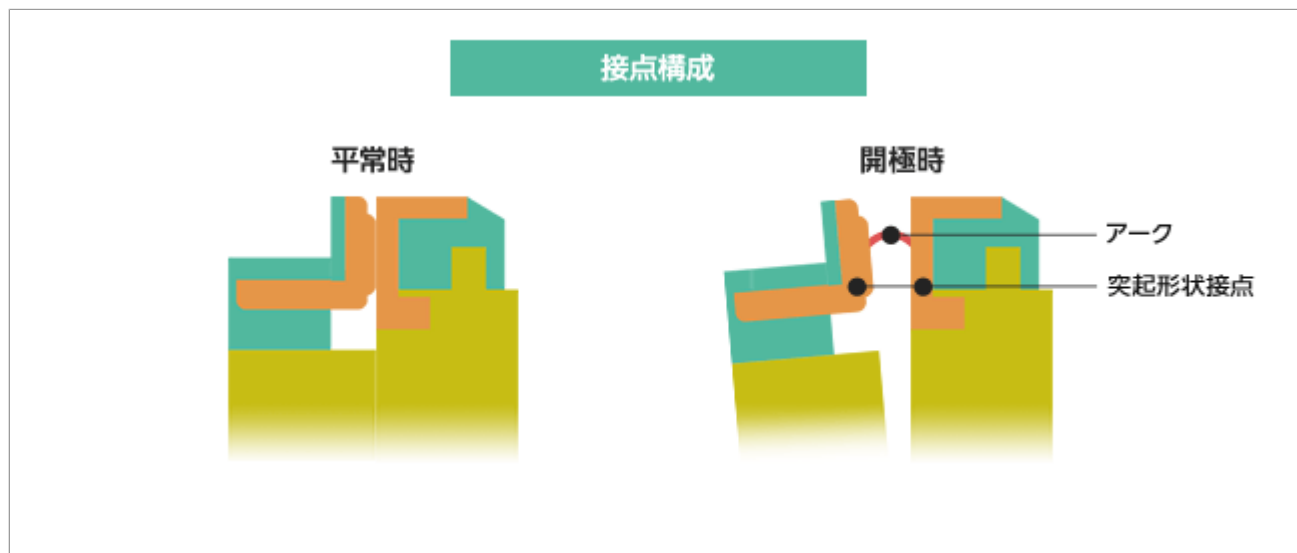 接点構成
平常時
開極時
アーク
突起形状接点